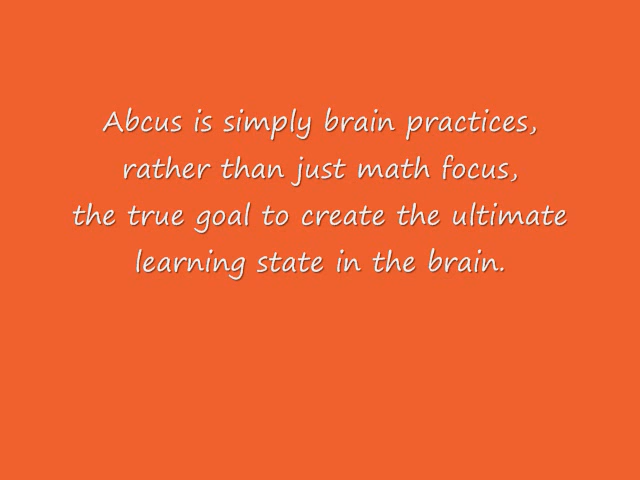 Abcus is simply brain practices,
rather than just math focus,
the true goal to create the ultimate
learning state in the brain.